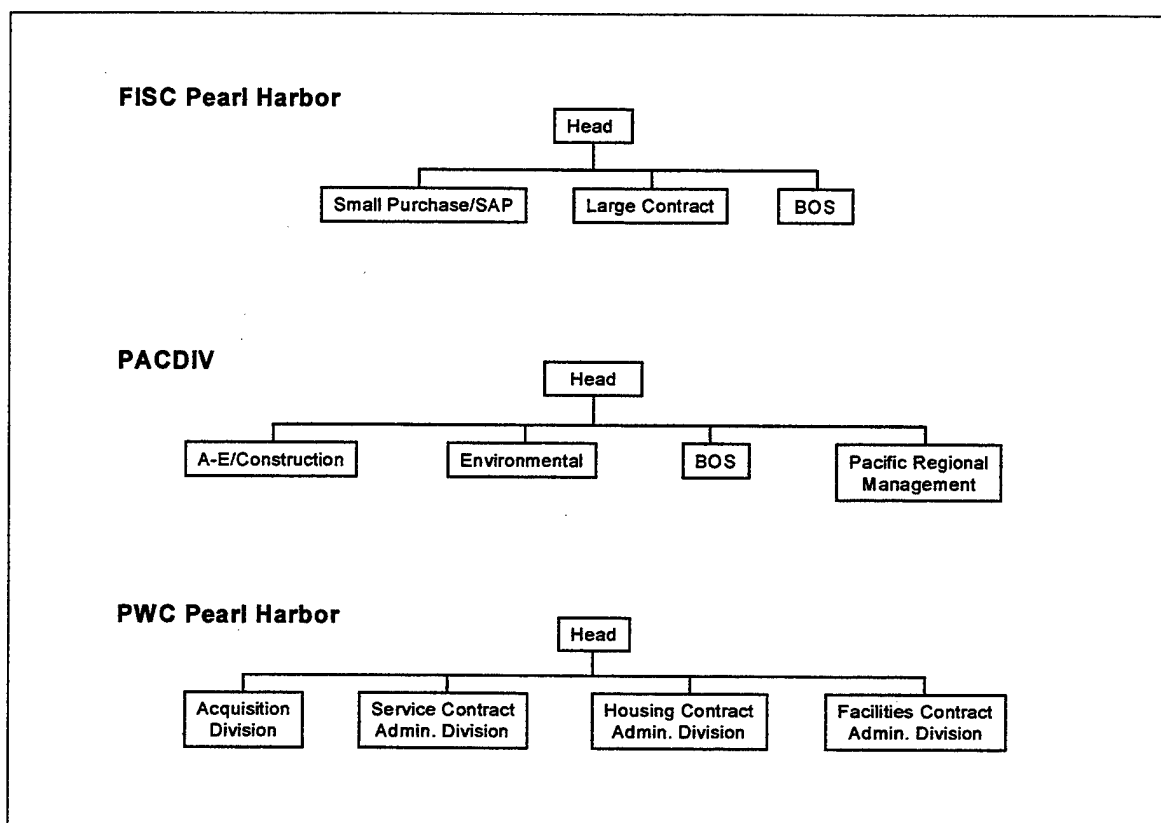 FISC Pearl Harbor
Head
Small Purchase/SAP
Large Contract
BOS
PACDIV
Head
A-E/Construction
Environmental
BOS
Pacific Regional
Management
PWC Pearl Harbor
Head
Acquisition
Division
Service Contract
Admin. Division
Housing Contract
Admin. Division
Facilities Contract
Admin. Division